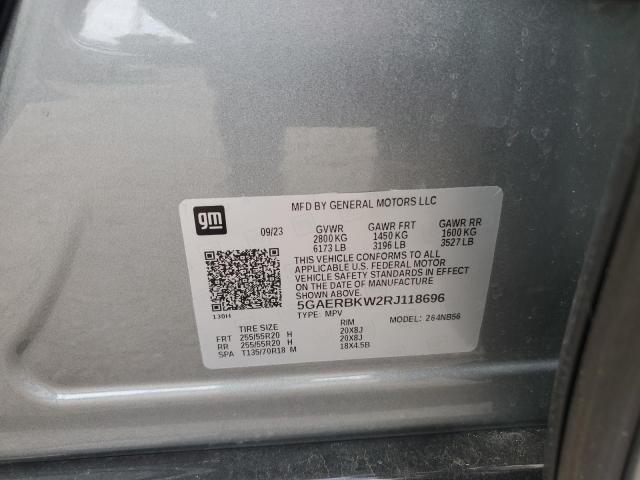 MFD BY GENERAL MOTORS LLC
gm
09/23 GVWR GAWR FRT GAWR RR
2800 KG 1450 KG 1600 KG
6173 LB 3196 LB 3527 LB
THIS VEHICLE CONFORMS TO ALL
APPLICABLE U.S. FEDERAL MOTOR
VEHICLE SAFETY STANDARDS IN EFFECT
ON THE DATE OF MANUFACTURE
SHOWN ABOVE.
5GAERBKW2RJ118696
130H
TYPE: MPV MODEL: 264NB56
TIRE SIZE RIM
FRT 255/55R20 H 20X8J
RR 255/55R20 H 20X8J
SPA T135/70R18 M 18X4.5B